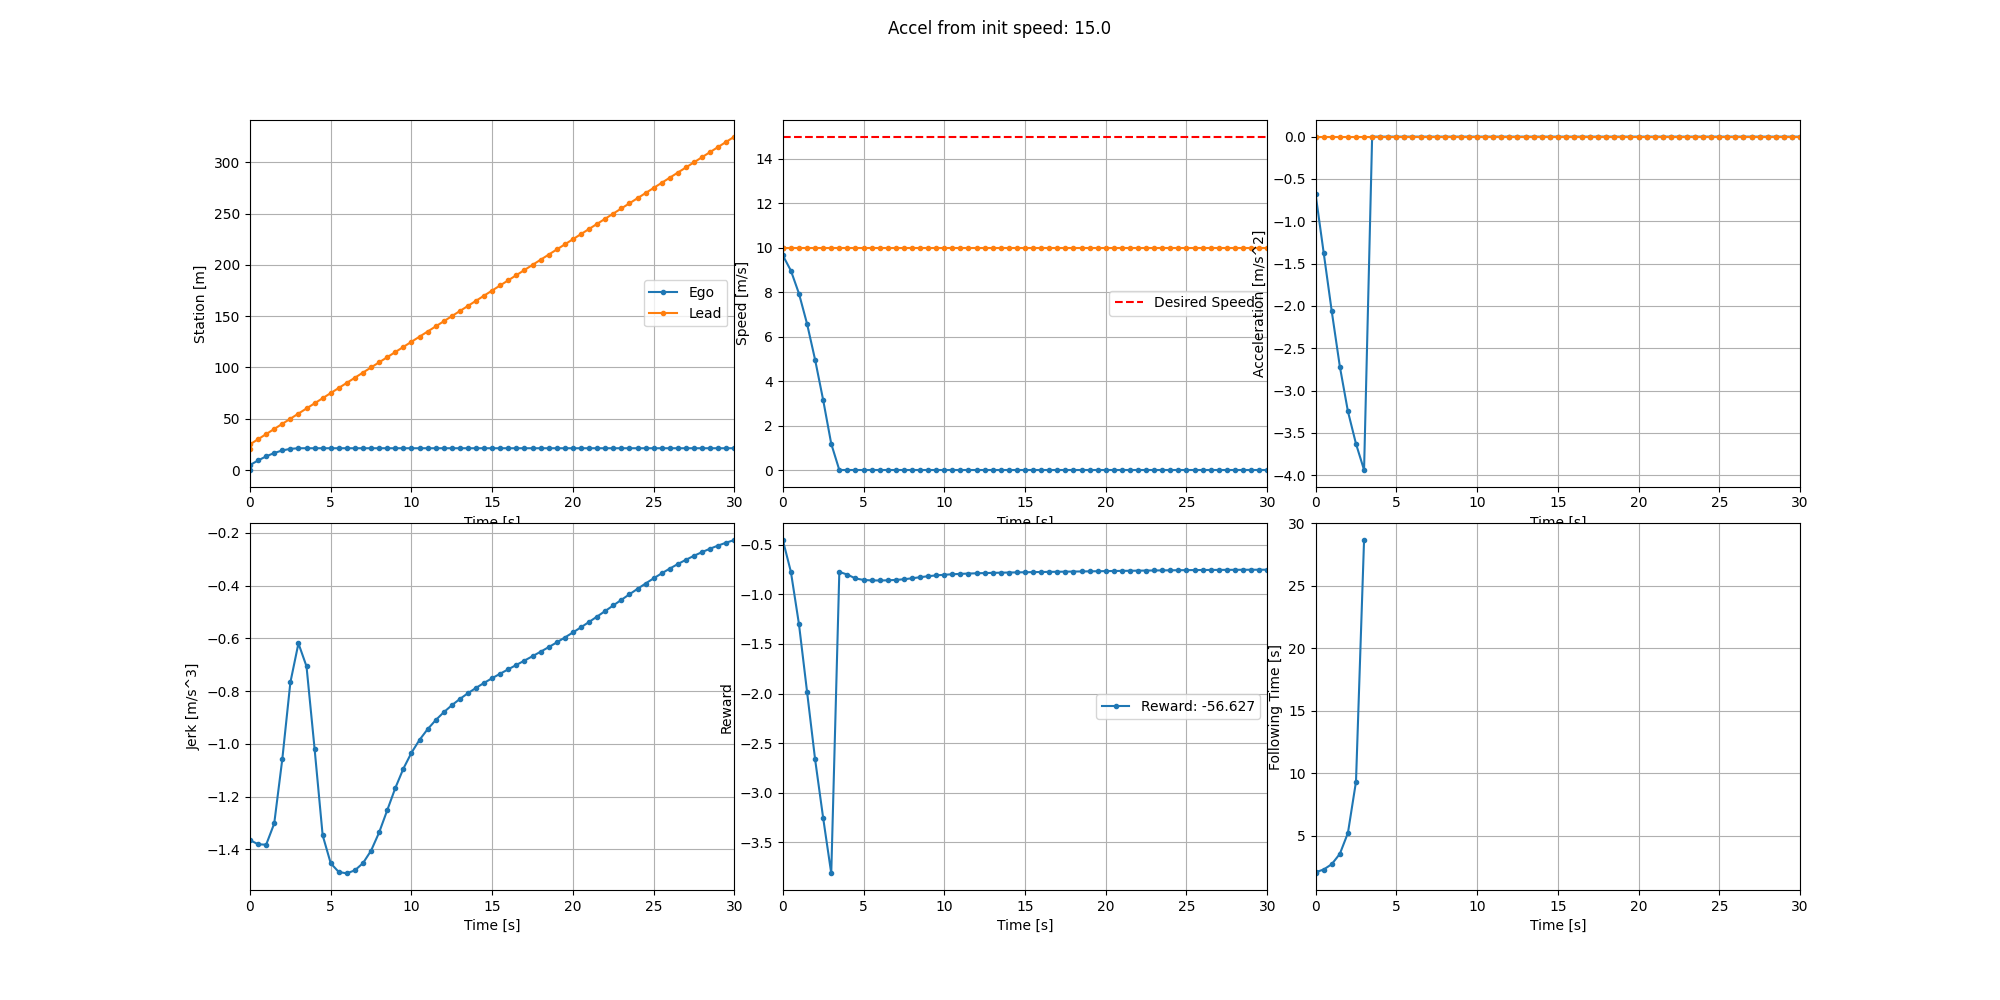 Accel from init speed: 15.0
Station [m]
300
250
200
150
100
50
0
0 5 10 15 20 25 30
Time [s]
Ego
Lead
Speed [m/s]
14
12
10
8
6
4
2
0
0 5 10 15 20 25 30
Time [s]
Desired Speed
Acceleration [m/s^2]
0.0
−0.5
−1.0
−1.5
−2.0
−2.5
−3.0
−3.5
−4.0
0 5 10 15 20 25 30
Time [s]
Jerk [m/s^3]
−0.2
−0.4
−0.6
−0.8
−1.0
−1.2
−1.4
0 5 10 15 20 25 30
Time [s]
Reward
−0.5
−1.0
−1.5
−2.0
−2.5
−3.0
−3.5
0 5 10 15 20 25 30
Time [s]
Reward: -56.627
Following Time [s]
30
25
20
15
10
5
0 5 10 15 20 25 30
Time [s]